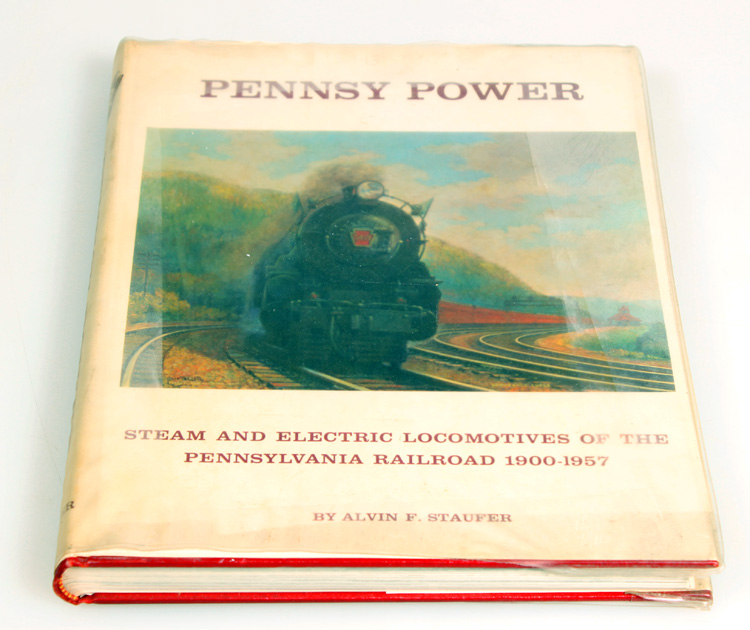 PENNSY POWER
STEAM AND ELECTRIC LOCOMOTIVES OF THE
PENNSYLVANIA RAILROAD 1900-1957
BY ALVIN F. STAUFER